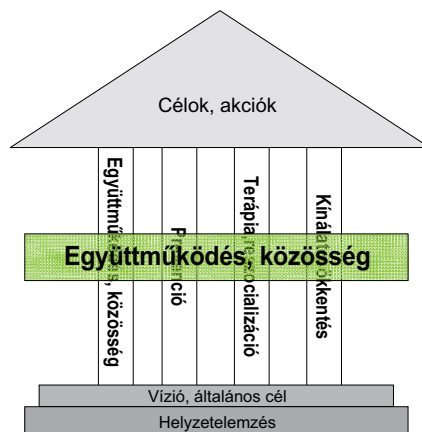 Célok, akciók
Együttműködés, közösség
Prevenció
Terápia, reszocializáció
Kínálatcsökkentés
Együttműködés, közösség
Vízió, általános cél
Helyzetelemzés